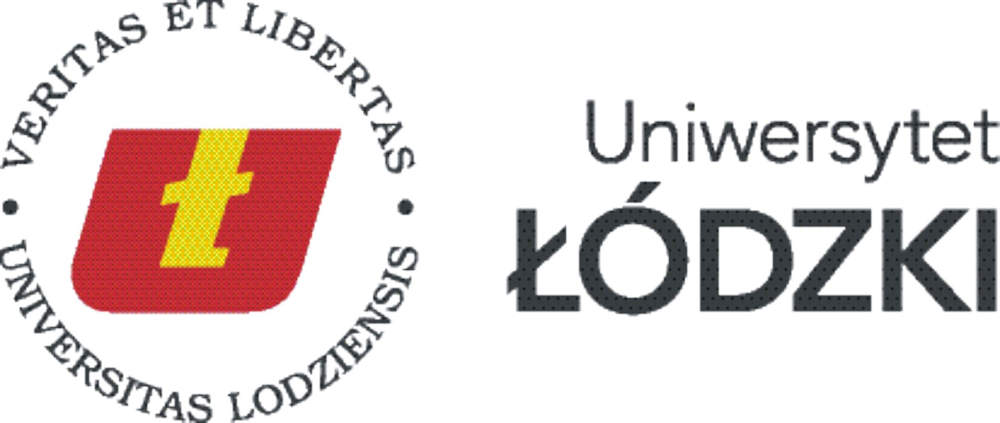 VERITAS ET LIBERTAS
UNIVERSITAS LODZIENSIS
Uniwersytet
ŁÓDZKI